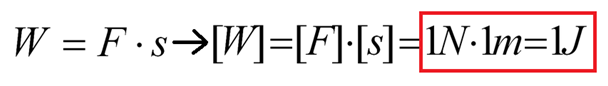 W = F · s → [W]=[F]·[s]=1N·1m=1J